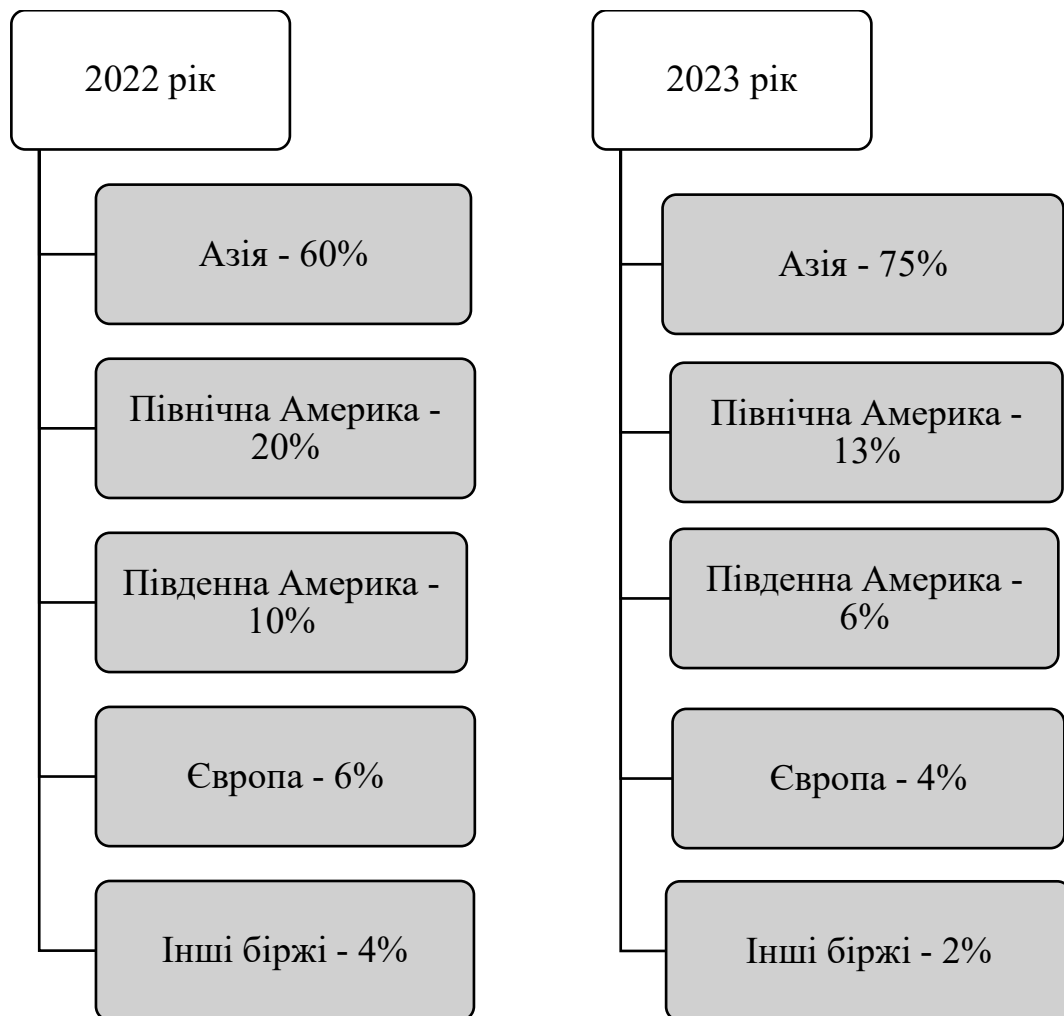 2022 рік
Азія - 60%
Північна Америка -
20%
Південна Америка -
10%
Європа - 6%
Інші біржі - 4%
2023 рік
Азія - 75%
Північна Америка -
13%
Південна Америка -
6%
Європа - 4%
Інші біржі - 2%